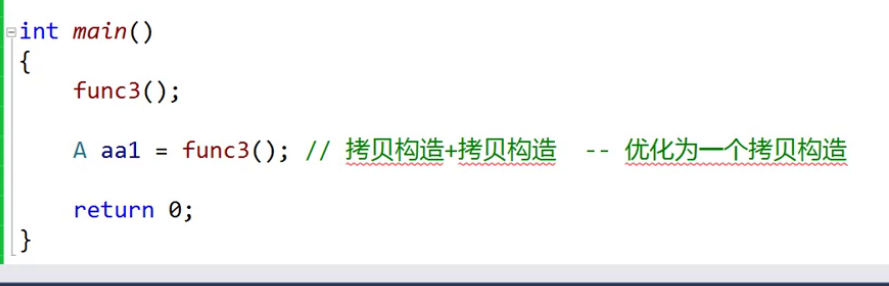 int main()
{
func3();
A aa1 = func3(); // 拷贝构造+拷贝构造 -- 优化为一个拷贝构造
return 0;
}